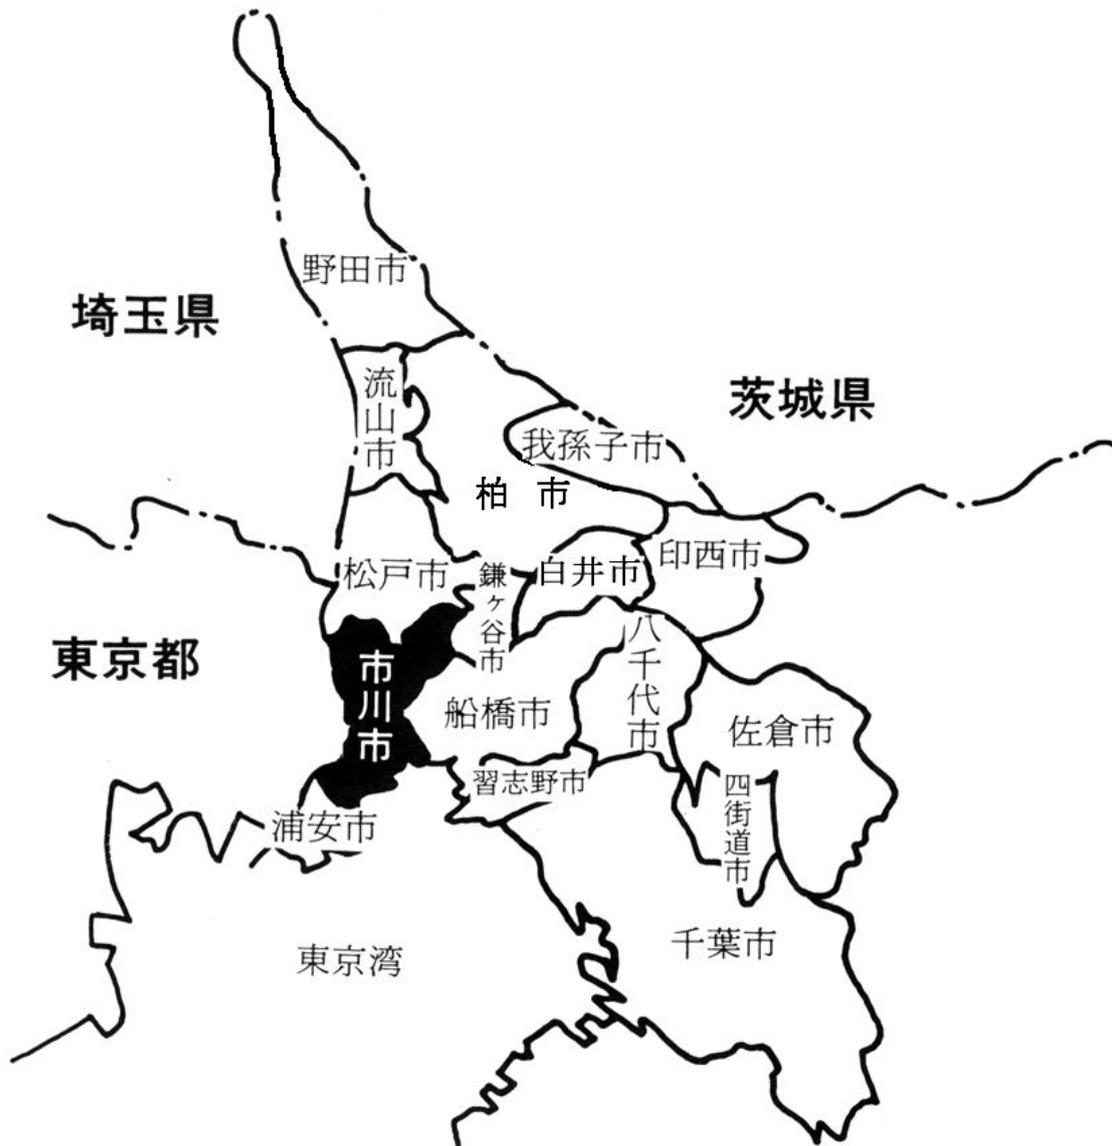 野田市
埼玉県
流山市
茨城県
我孫子市
柏市
印西市
白井市
松戸市
鎌ヶ谷市
八千代市
東京都
市川市
船橋市
佐倉市
習志野市
四街道市
浦安市
千葉市
東京湾